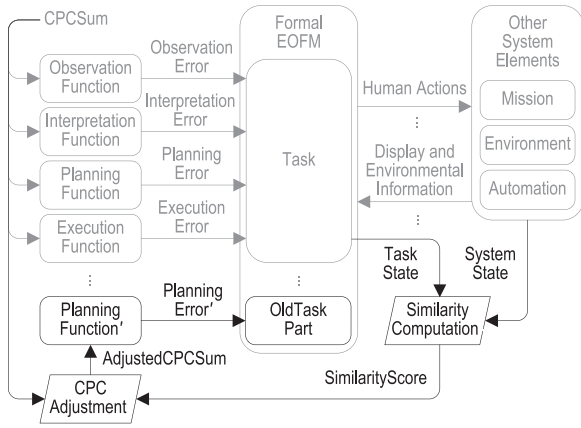 CPCSum
Formal
EOFM
Other
System
Elements
Observation
Function
Observation
Error
Interpretation
Function
Interpretation
Error
Planning
Function
Planning
Error
Execution
Function
Execution
Error
Task
Human Actions
...
Display and
Environmental
Information
...
Mission
Environment
Automation
...
...
Task
State
System
State
Planning
Function′
Planning
Error′
OldTask
Part
Similarity
Computation
AdjustedCPCSum
SimilarityScore
CPC
Adjustment